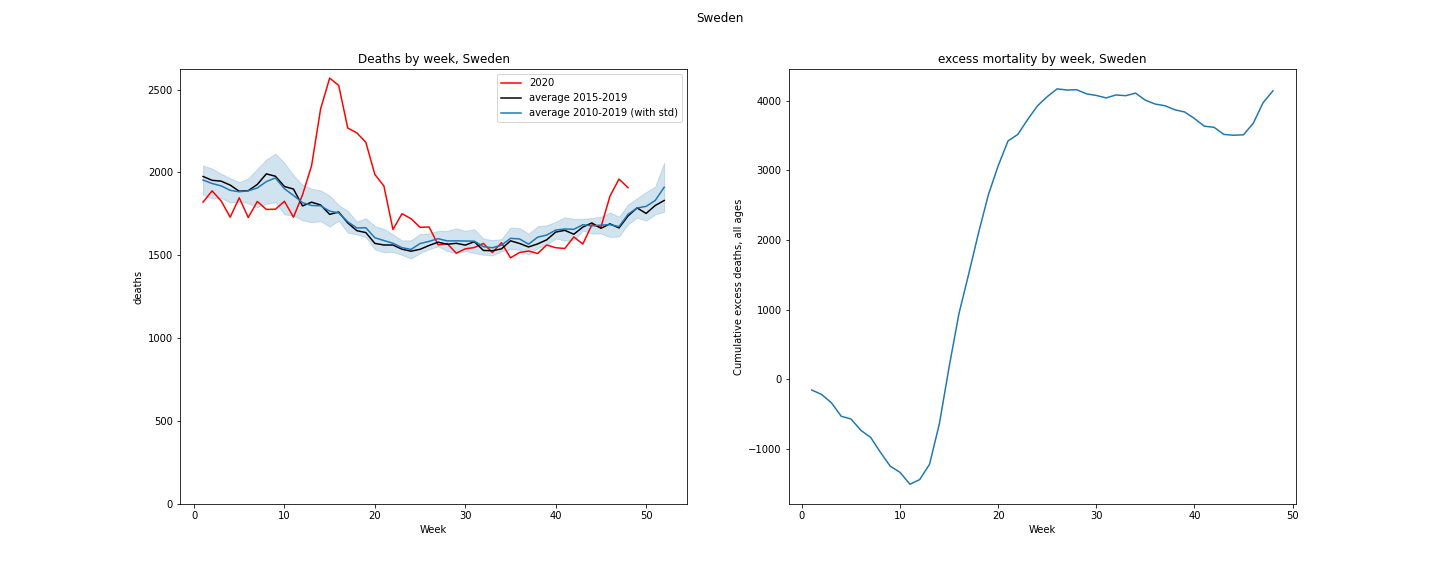 Sweden
Deaths by week, Sweden
2020
average 2015-2019
average 2010-2019 (with std)
deaths
2500
2000
1500
1000
500
0
0 10 20 30 40 50
Week
excess mortality by week, Sweden
Cumulative excess deaths, all ages
4000
3000
2000
1000
0
−1000
0 10 20 30 40 50
Week